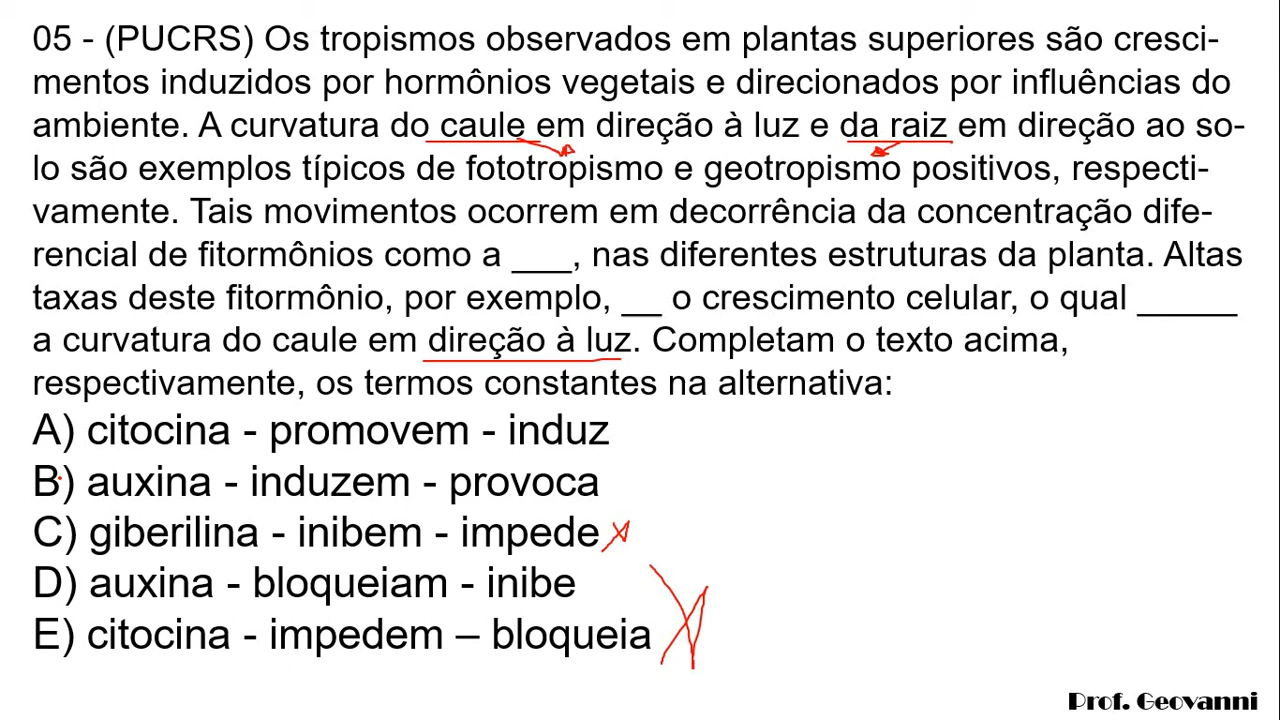 05 - (PUCRS) Os tropismos observados em plantas superiores são cresci-
mentos induzidos por hormônios vegetais e direcionados por influências do
ambiente. A curvatura do caule em direção à luz e da raiz em direção ao so-
lo são exemplos típicos de fototropismo e geotropismo positivos, respecti-
vamente. Tais movimentos ocorrem em decorrência da concentração dife-
rencial de fitormônios como a ___, nas diferentes estruturas da planta. Altas
taxas deste fitormônio, por exemplo, __ o crescimento celular, o qual _____
a curvatura do caule em direção à luz. Completam o texto acima,
respectivamente, os termos constantes na alternativa:
A) citocina - promovem - induz
B) auxina - induzem - provoca
C) giberilina - inibem - impede
D) auxina - bloqueiam - inibe
E) citocina - impedem – bloqueia
Prof. Geovanni